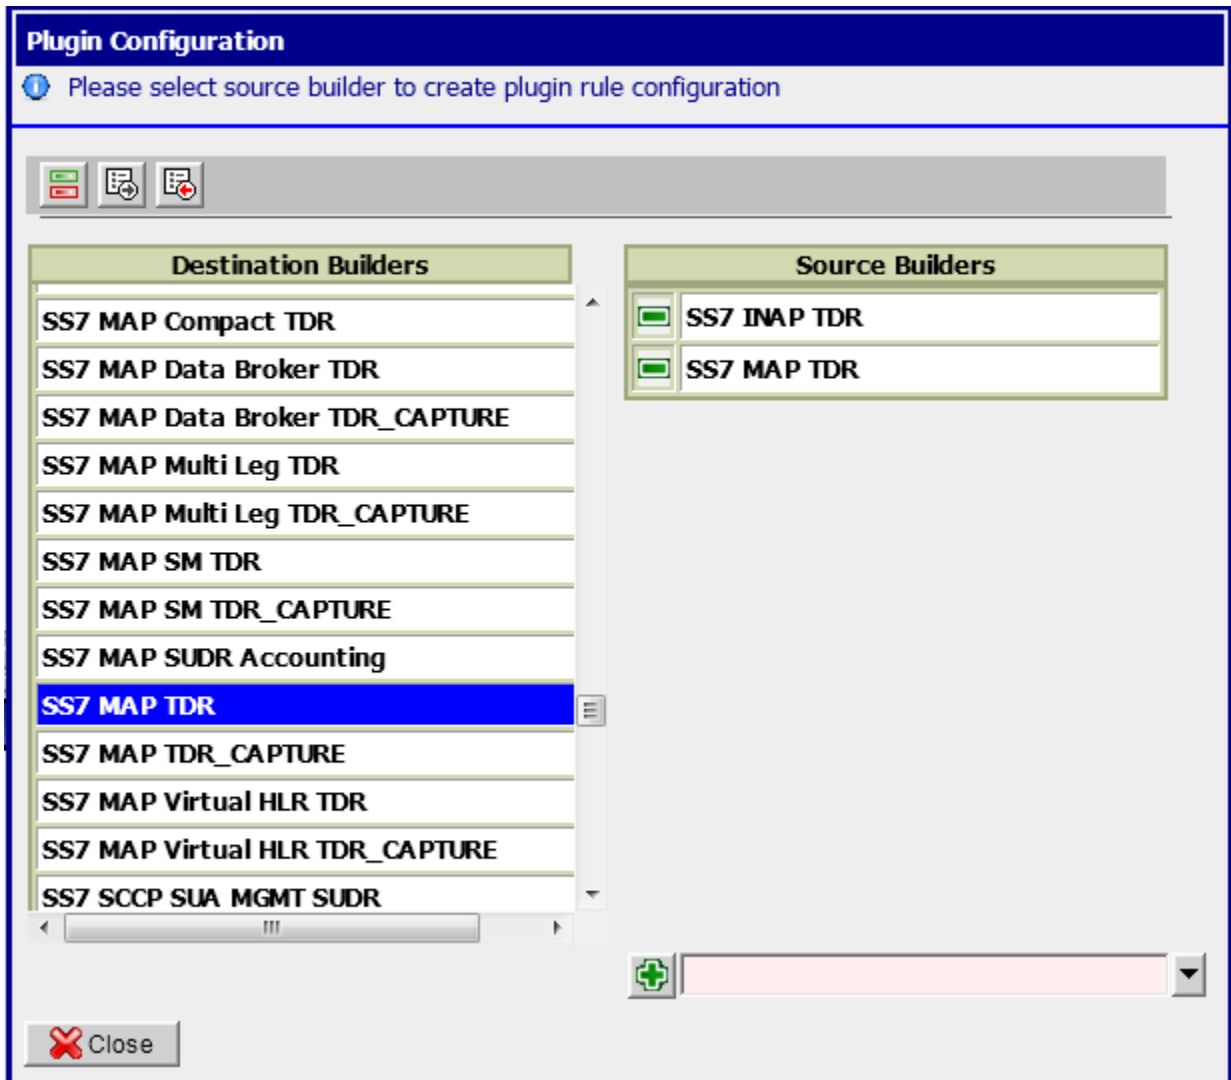 Plugin Configuration
Please select source builder to create plugin rule configuration
Destination Builders
SS7 MAP Compact TDR
SS7 MAP Data Broker TDR
SS7 MAP Data Broker TDR_CAPTURE
SS7 MAP Multi Leg TDR
SS7 MAP Multi Leg TDR_CAPTURE
SS7 MAP SM TDR
SS7 MAP SM TDR_CAPTURE
SS7 MAP SUDR Accounting
SS7 MAP TDR
SS7 MAP TDR_CAPTURE
SS7 MAP Virtual HLR TDR
SS7 MAP Virtual HLR TDR_CAPTURE
SS7 SCCP SUA MGMT SUDR
Source Builders
SS7 INAP TDR
SS7 MAP TDR
Close